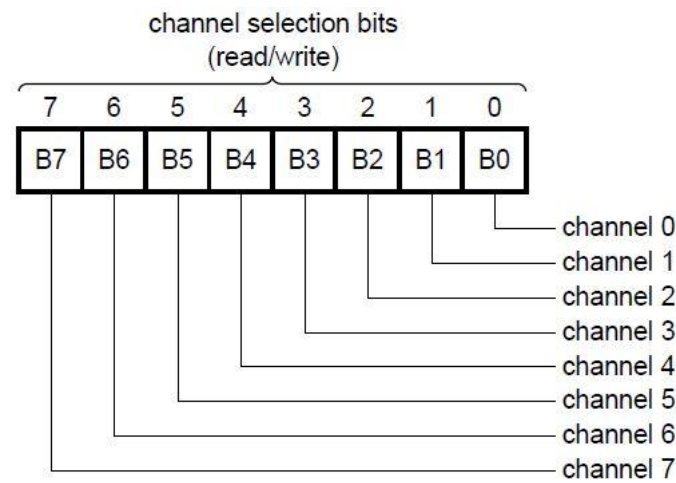 channel selection bits
(read/write)
7 6 5 4 3 2 1 0
B7 B6 B5 B4 B3 B2 B1 B0
channel 0
channel 1
channel 2
channel 3
channel 4
channel 5
channel 6
channel 7